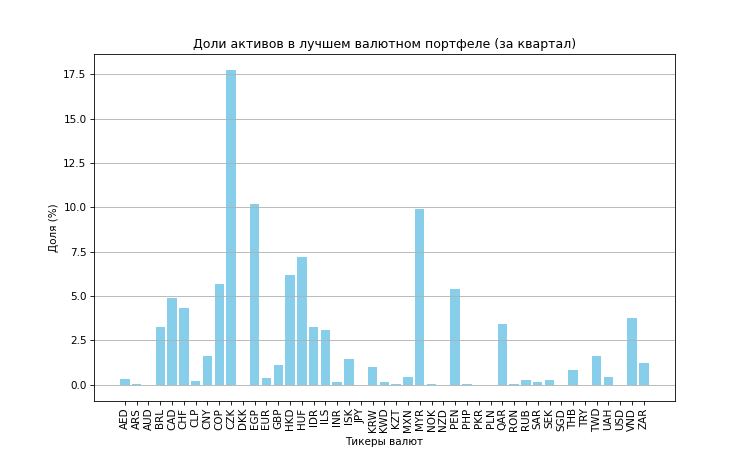 Доли активов в лучшем валютном портфеле (за квартал)
17.5
15.0
12.5
10.0
7.5
5.0
2.5
0.0
Доля (%)
AED ARS AUD BRL CAD CHF CLP CNY COP CZK DKK EGP EUR GBP HKD HUF IDR ILS INR ISK JPY KRW KWD KZT MXN MYR NOK NZD PEN PHP PKR PLN QAR RON RUB SAR SEK SGD THB TRY TWD UAH USD VND ZAR
Тикеры валют